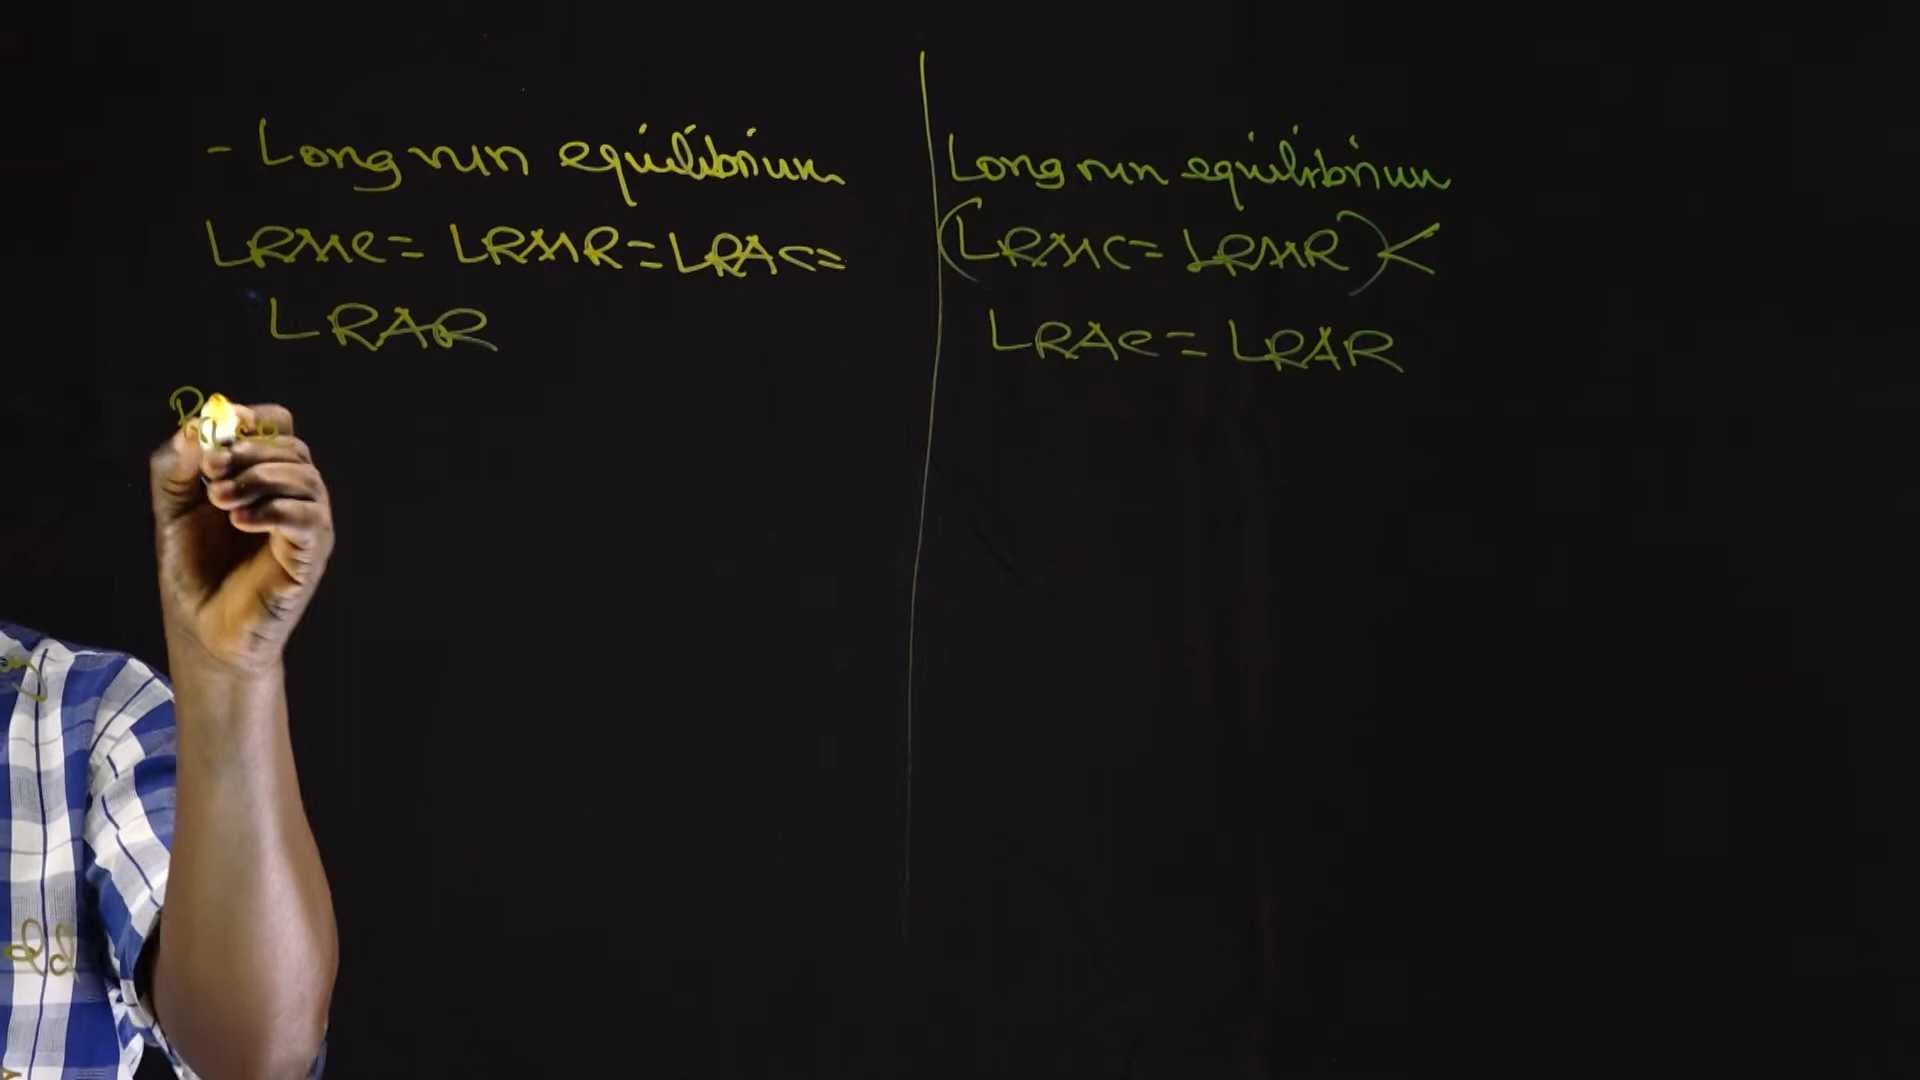 - Long run equilibrium
LRMC = LRMR = LRAC =
LRAR
Long run equilibrium
(LRMC = LRMR) <
LRAC = LRAR